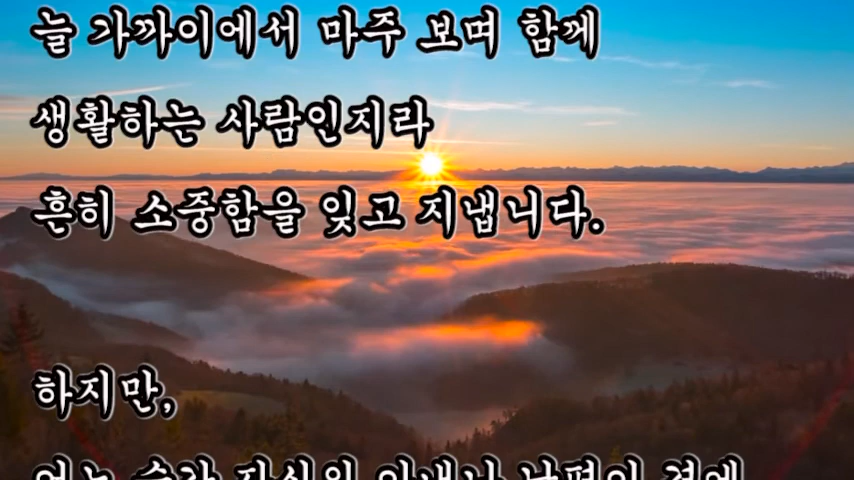 늘 가까이에서 마주 보며 함께
생활하는 사람인지라
흔히 소중함을 잊고 지냅니다.
하지만,